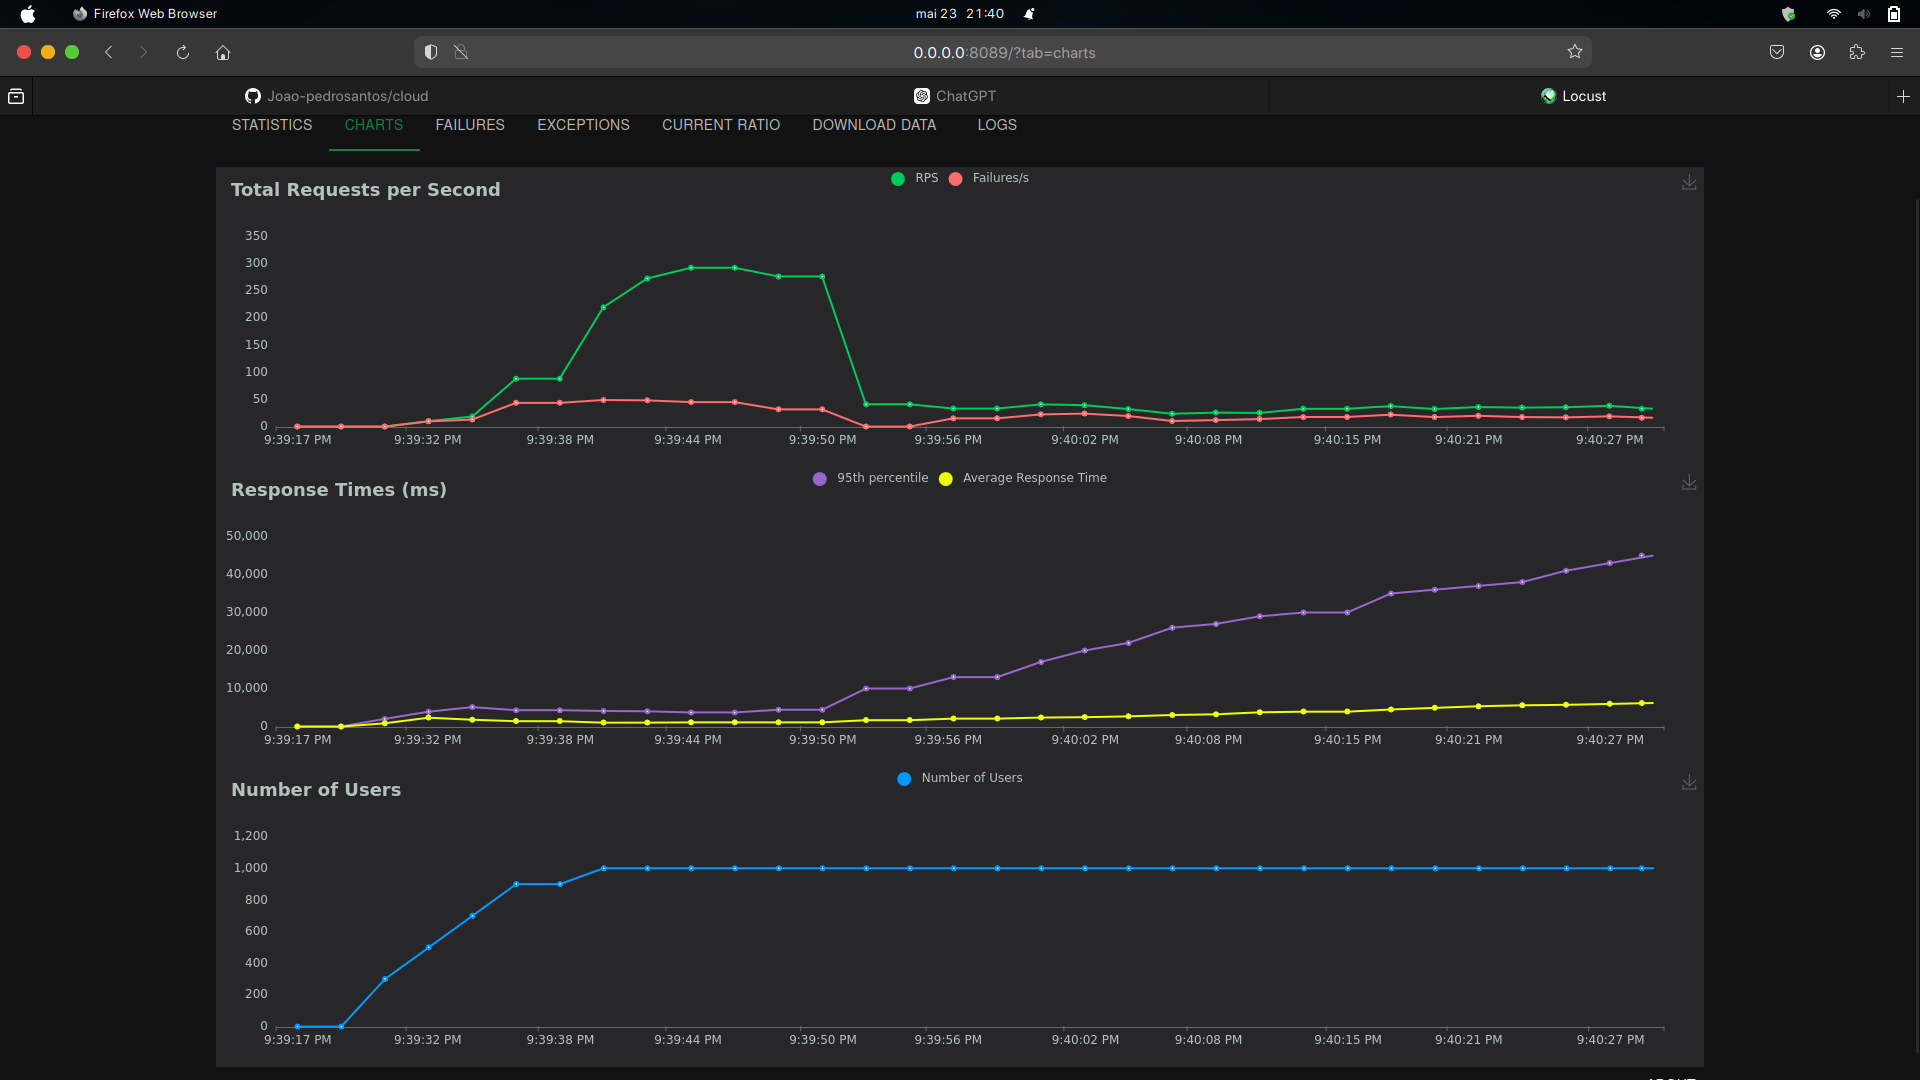 Firefox Web Browser
mai 23 21:40
0.0.0.0:8089/?tab=charts
Joao-pedrosantos/cloud
ChatGPT
Locust
STATISTICS CHARTS FAILURES EXCEPTIONS CURRENT RATIO DOWNLOAD DATA LOGS
Total Requests per Second
RPS Failures/s
350
300
250
200
150
100
50
0
9:39:17 PM 9:39:32 PM 9:39:38 PM 9:39:44 PM 9:39:50 PM 9:39:56 PM 9:40:02 PM 9:40:08 PM 9:40:15 PM 9:40:21 PM 9:40:27 PM
Response Times (ms)
95th percentile Average Response Time
50,000
40,000
30,000
20,000
10,000
0
9:39:17 PM 9:39:32 PM 9:39:38 PM 9:39:44 PM 9:39:50 PM 9:39:56 PM 9:40:02 PM 9:40:08 PM 9:40:15 PM 9:40:21 PM 9:40:27 PM
Number of Users
Number of Users
1,200
1,000
800
600
400
200
0
9:39:17 PM 9:39:32 PM 9:39:38 PM 9:39:44 PM 9:39:50 PM 9:39:56 PM 9:40:02 PM 9:40:08 PM 9:40:15 PM 9:40:21 PM 9:40:27 PM